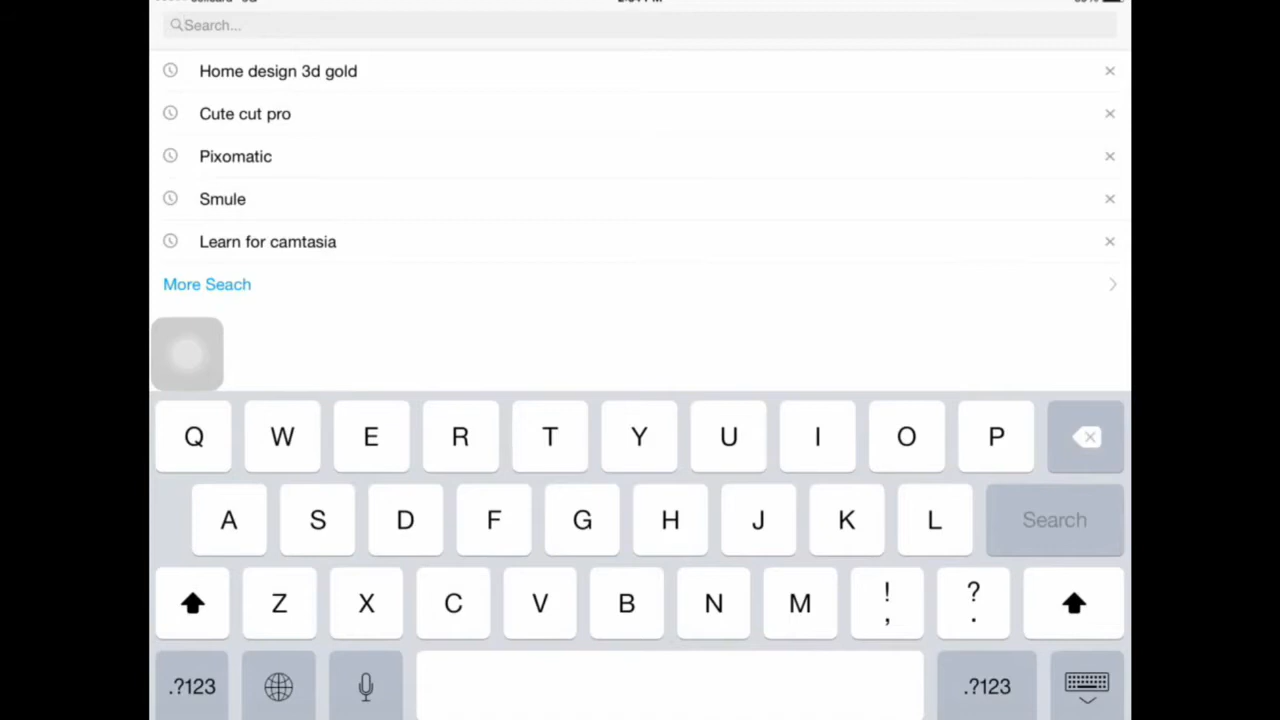 Search...
Home design 3d gold
Cute cut pro
Pixomatic
Smule
Learn for camtasia
More Seach
Q W E R T Y U I O P
A S D F G H J K L Search
Z X C V B N M ! , ? .
.?123 .?123